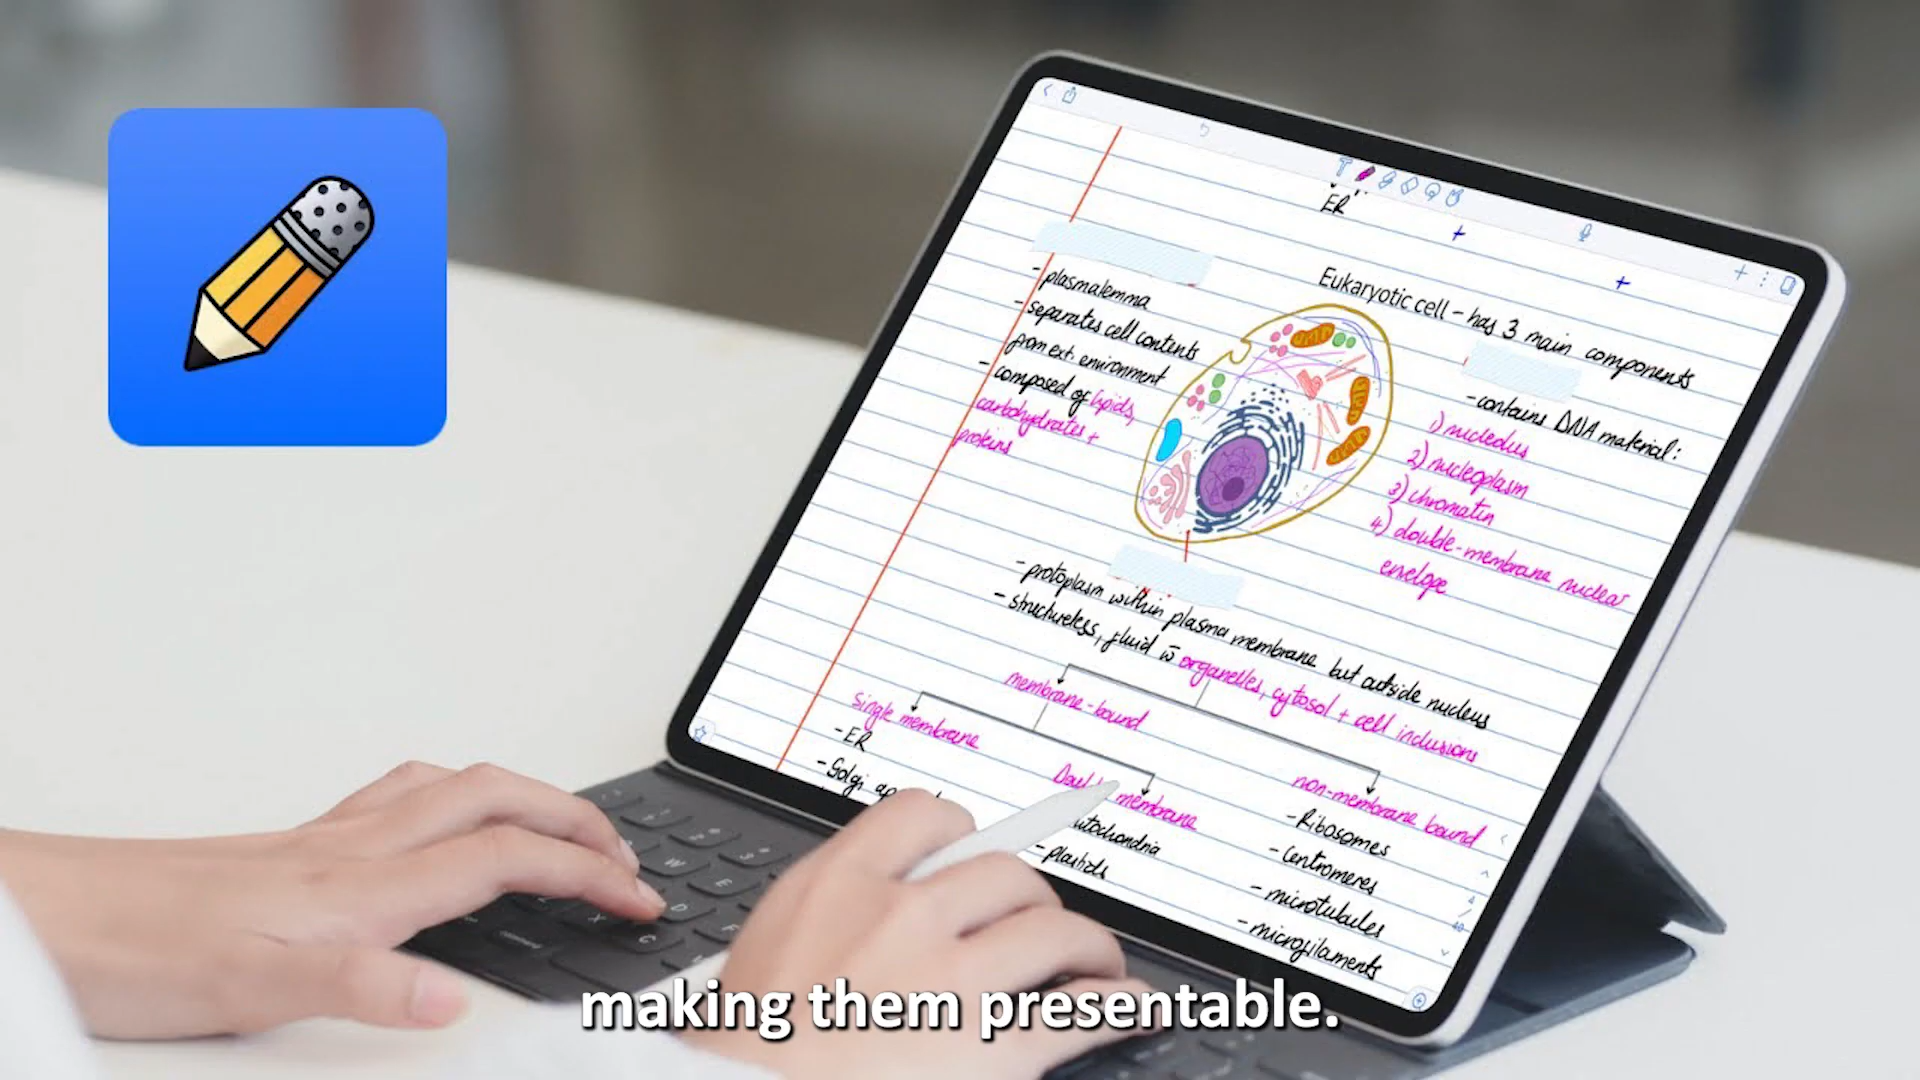 ER
Eukaryotic cell - has 3 main components
- plasmalemma
- separates cell contents
from ext. environment
- composed of lipids,
carbohydrates +
proteins
- contains DNA material:
1) nucleolus
2) nucleoplasm
3) chromatin
4) double-membrane nuclear
envelope
- protoplasm within plasma membrane but outside nucleus
- structureless, fluid w̄ organelles, cytosol + cell inclusions
membrane-bound
single membrane
- ER
- Golgi
membrane
- plastids
non-membrane bound
- Ribosomes
- Centromeres
- microtubules
- microfilaments
making them presentable.